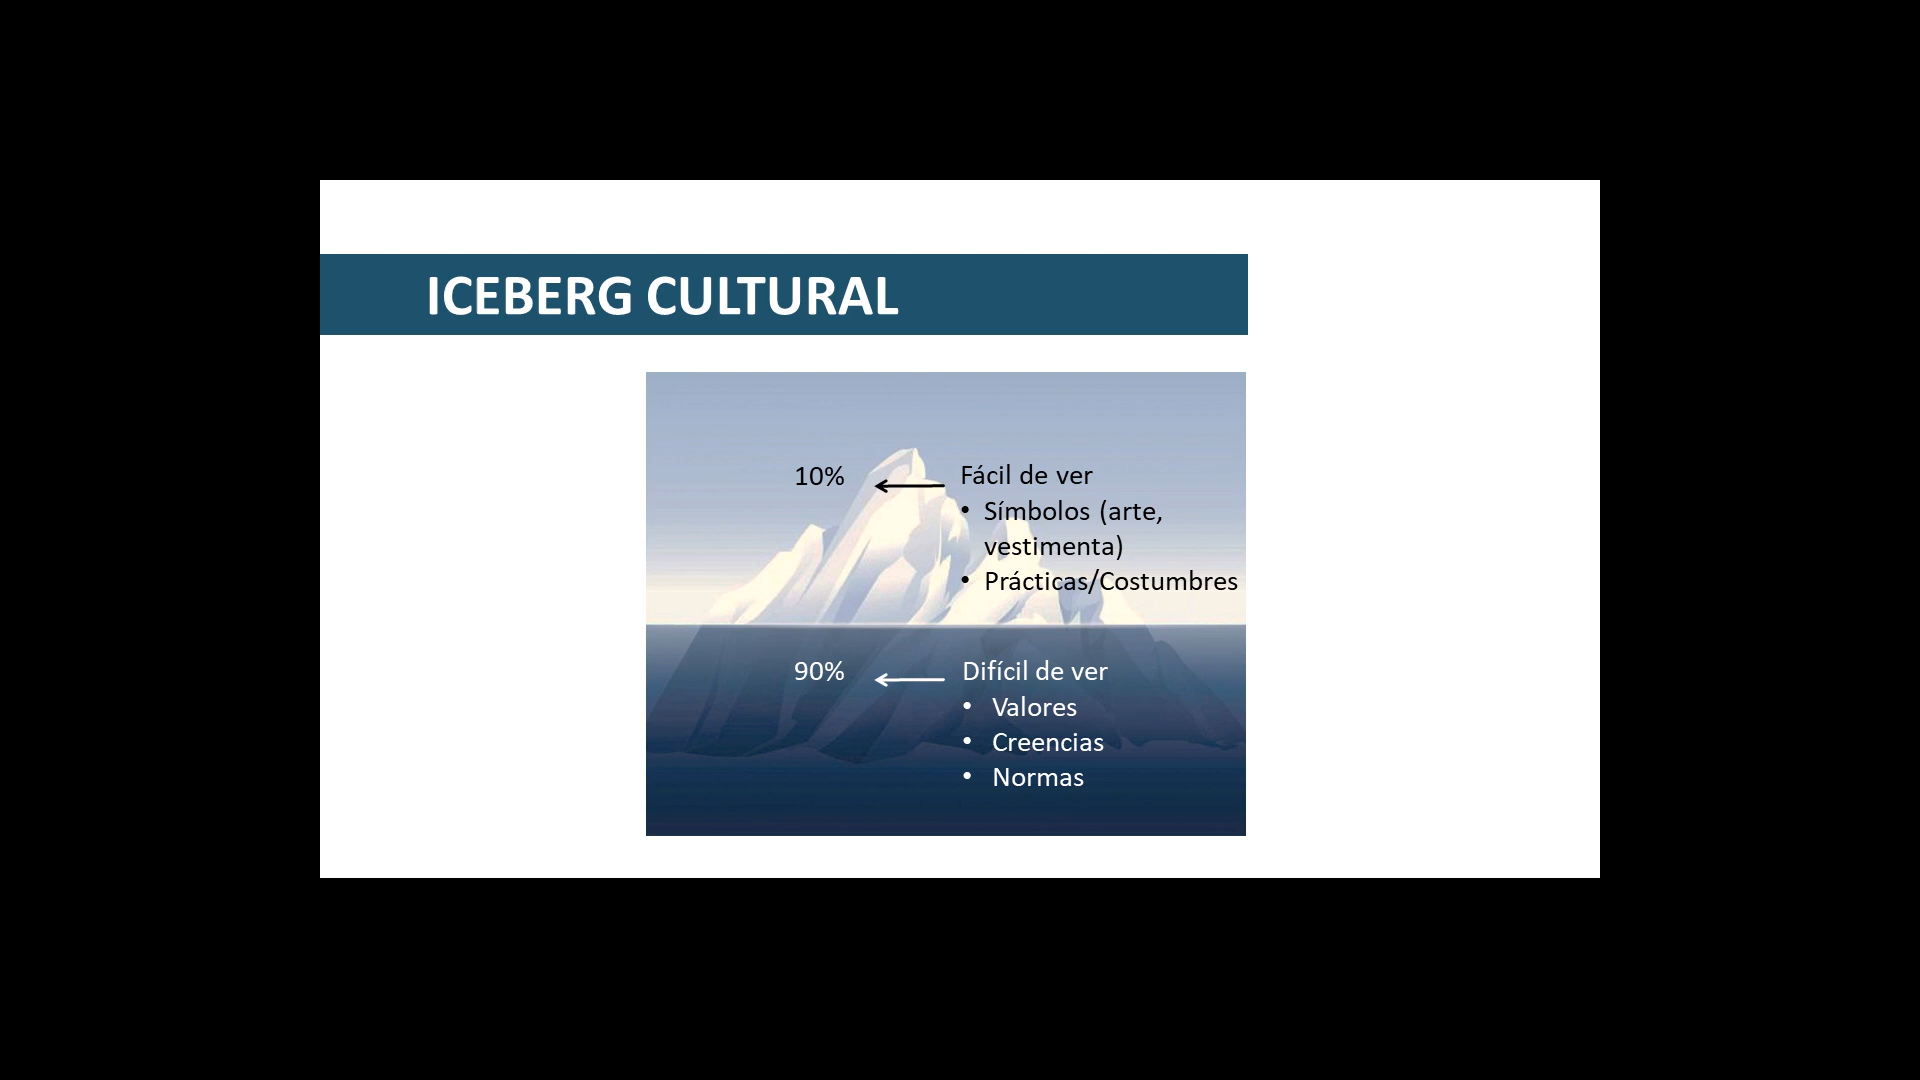 ICEBERG CULTURAL
10%
Fácil de ver
• Símbolos (arte,
vestimenta)
• Prácticas/Costumbres
90%
Difícil de ver
• Valores
• Creencias
• Normas